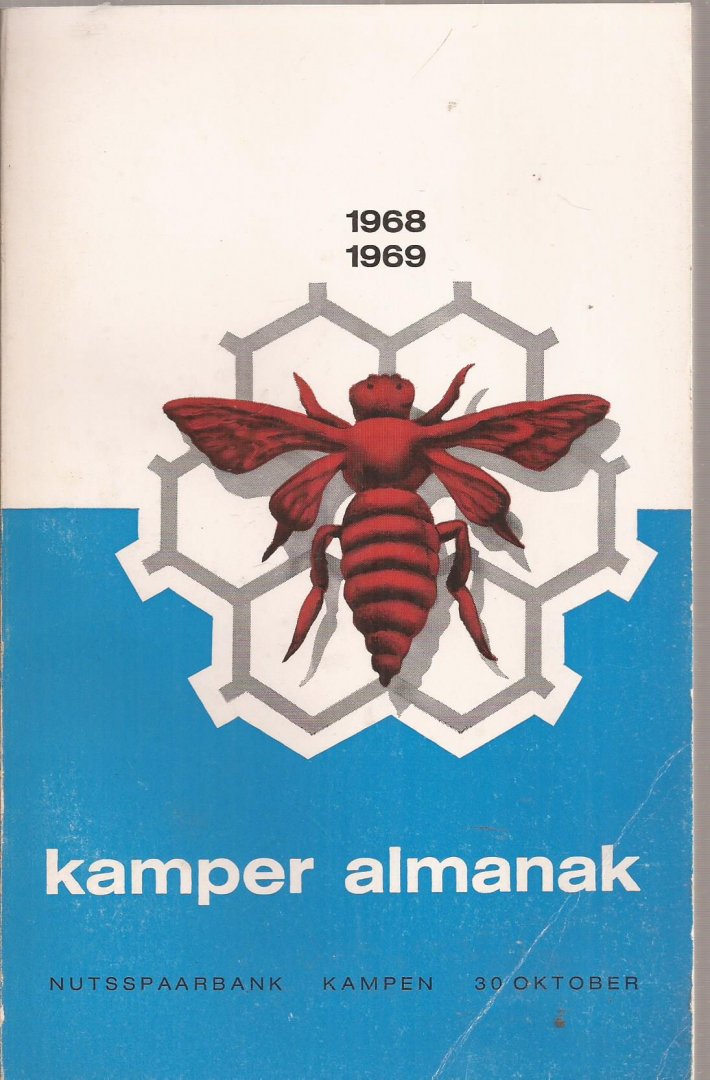 1968
1969
kamper almanak
NUTSSPAARBANK KAMPEN 30 OKTOBER